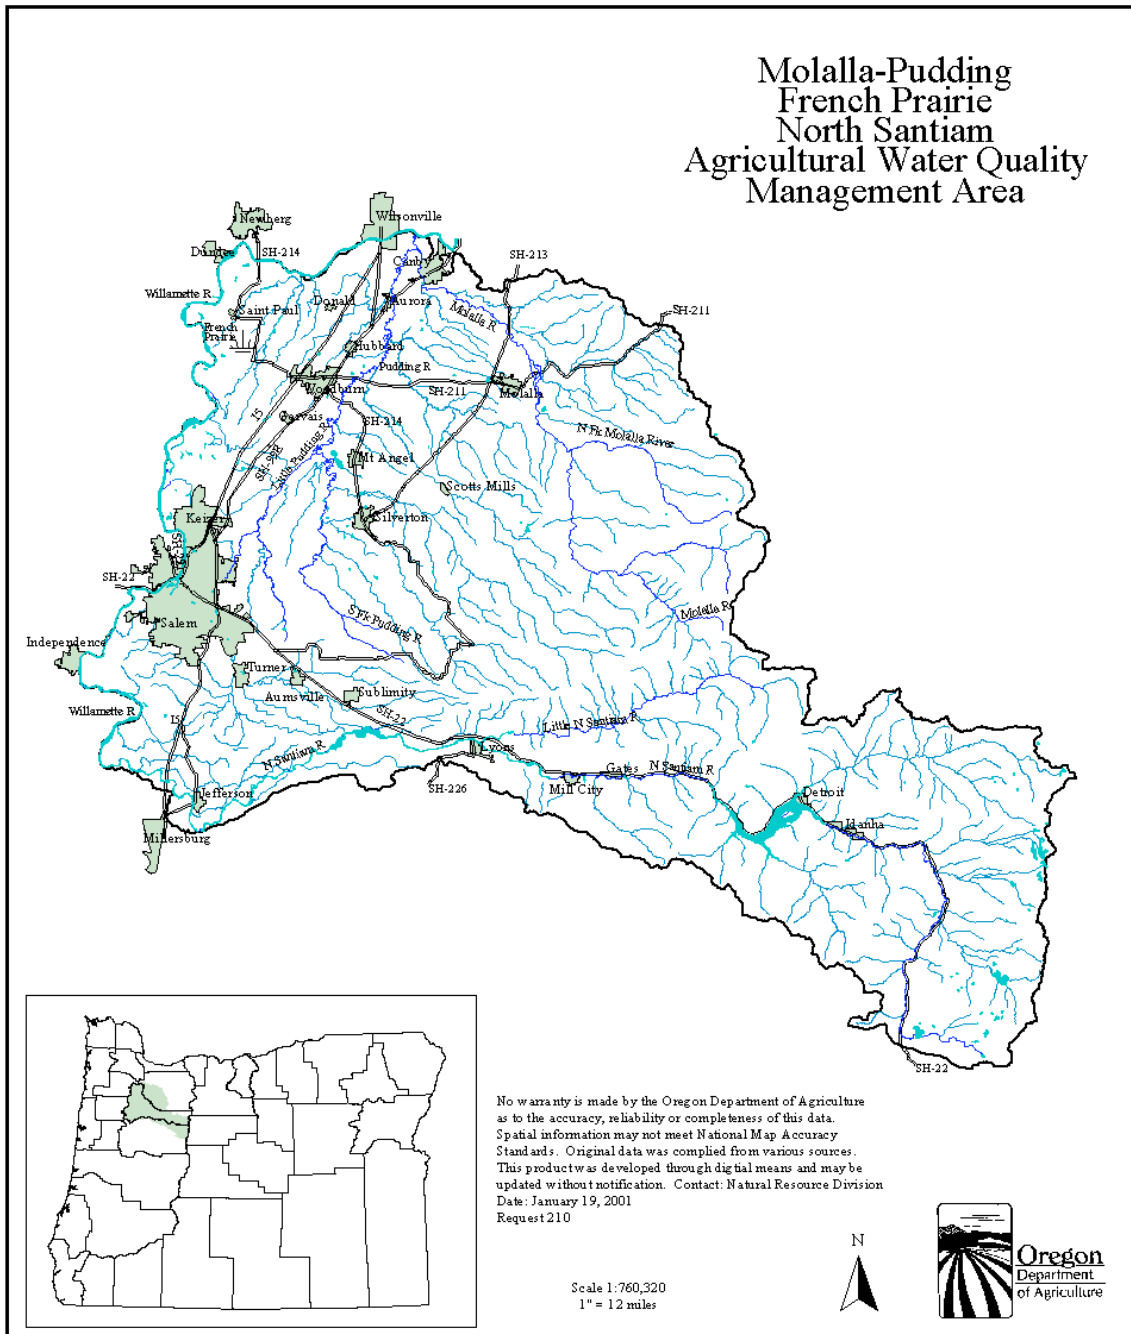 Molalla-Pudding
French Prairie
North Santiam
Agricultural Water Quality
Management Area
Newberg
Wilsonville
Dundee
SH-214
Canby
SH-213
Willamette R
Donald
Aurora
Saint Paul
Molalla R
SH-211
French
Prairie
Hubbard
Pudding R
Woodburn
SH-211
Molalla
I5
Gervais
SH-214
N Fk Molalla River
SH-99E
Little Pudding R
Mt Angel
Scotts Mills
Keizer
Silverton
SH-22
Salem
S Fk Pudding R
Molalla R
Independence
Turner
Aumsville
Sublimity
Willamette R
I5
SH-22
Little N Santiam R
N Santiam R
Lyons
Gates
N Santiam R
SH-226
Mill City
Detroit
Jefferson
Idanha
Millersburg
SH-22
No warranty is made by the Oregon Department of Agriculture
as to the accuracy, reliability or completeness of this data.
Spatial information may not meet National Map Accuracy
Standards. Original data was complied from various sources.
This product was developed through digtial means and may be
updated without notification. Contact: Natural Resource Division
Date: January 19, 2001
Request 210
Scale 1:760,320
1" = 12 miles
N
Oregon
Department
of Agriculture